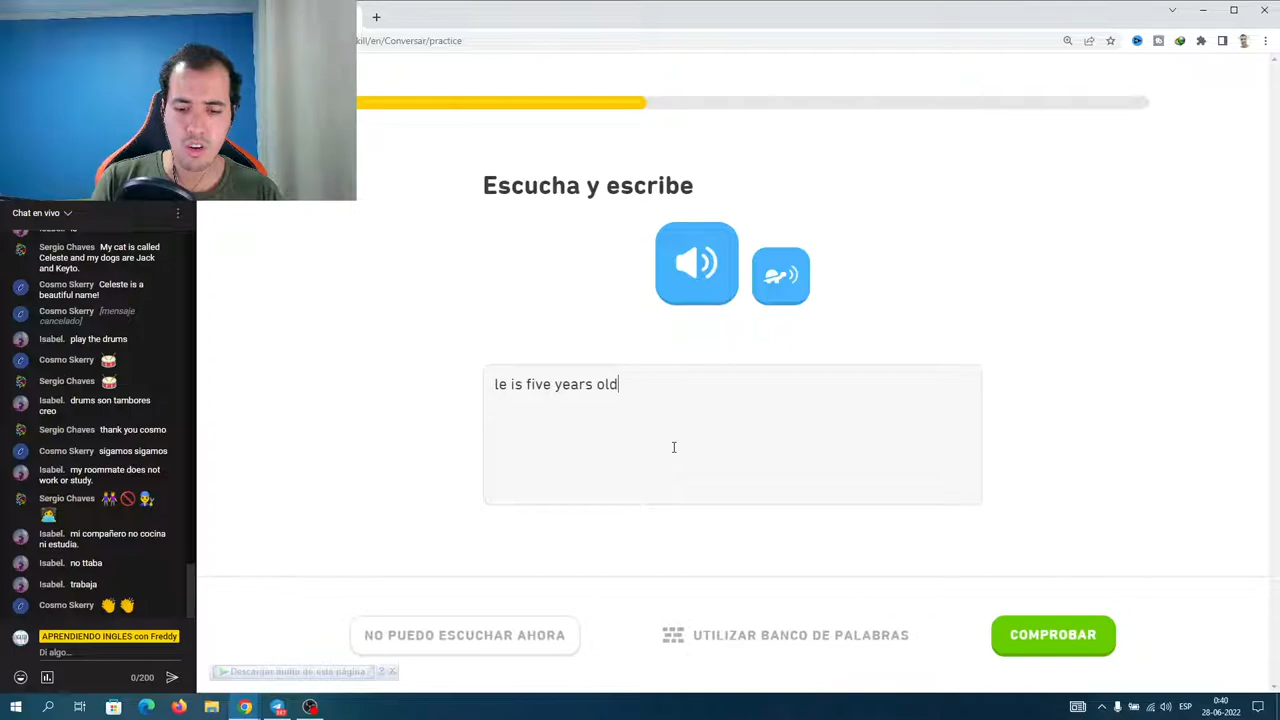 kill/en/Conversar/practice
Chat en vivo
Sergio Chaves My cat is called
Celeste and my dogs are Jack
and Keyto.
Cosmo Skerry Celeste is a
beautiful name!
Cosmo Skerry [mensaje
cancelado]
Isabel. play the drums
Cosmo Skerry
Sergio Chaves
Isabel. drums son tambores
creo
Sergio Chaves thank you cosmo
Cosmo Skerry sigamos sigamos
Isabel. my roommate does not
work or study.
Sergio Chaves
Isabel. mi compañero no cocina
ni estudia.
Isabel. no ttaba
Isabel. trabaja
Cosmo Skerry
APRENDIENDO INGLES con Freddy
Di algo...
0/200
Escucha y escribe
le is five years old
NO PUEDO ESCUCHAR AHORA
UTILIZAR BANCO DE PALABRAS
COMPROBAR
Descargar audio de esta página
? X
ESP
0:40
28-06-2022